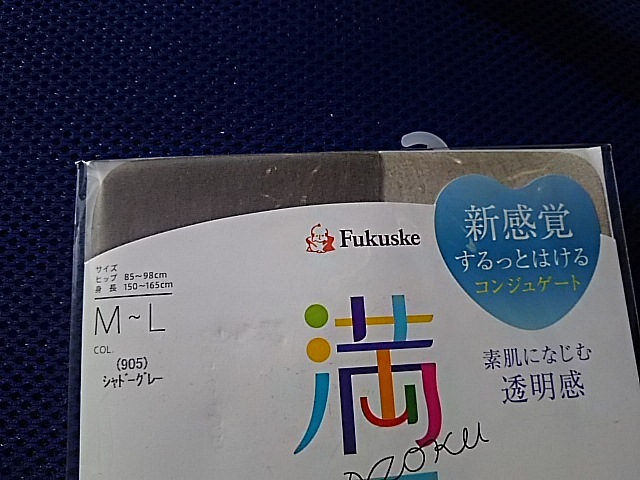 Fukuske
新感覚
するっとはける
コンジュゲート
サイズ
ヒップ 85~98cm
身長 150~165cm
M~L
COL.
(905)
シャドーグレー
満
素肌になじむ
透明感